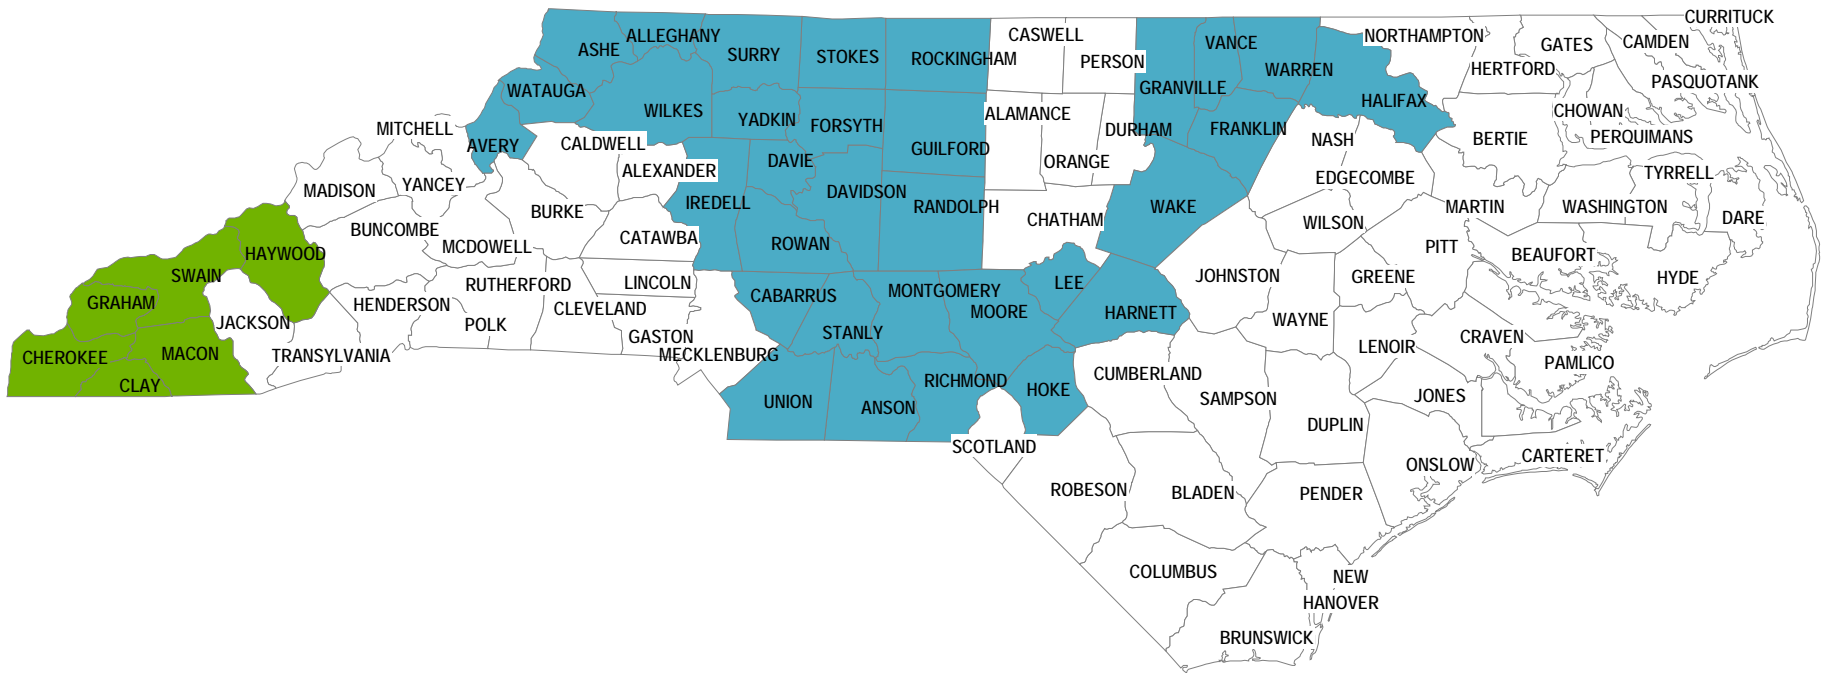 CURRITUCK
ALLEGHANY
CASWELL
NORTHAMPTON
GATES
CAMDEN
ASHE
SURRY
STOKES
ROCKINGHAM
PERSON
VANCE
WARREN
HERTFORD
PASQUOTANK
WATAUGA
WILKES
GRANVILLE
HALIFAX
CHOWAN
MITCHELL
AVERY
YADKIN
FORSYTH
ALAMANCE
DURHAM
FRANKLIN
NASH
BERTIE
PERQUIMANS
CALDWELL
ALEXANDER
DAVIE
GUILFORD
ORANGE
EDGECOMBE
TYRRELL
MADISON
YANCEY
IREDELL
DAVIDSON
RANDOLPH
WAKE
MARTIN
WASHINGTON
DARE
BURKE
CHATHAM
WILSON
BUNCOMBE
MCDOWELL
CATAWBA
ROWAN
PITT
BEAUFORT
HAYWOOD
SWAIN
RUTHERFORD
LINCOLN
CABARRUS
MONTGOMERY
LEE
JOHNSTON
GREENE
HYDE
GRAHAM
HENDERSON
CLEVELAND
MOORE
HARNETT
JACKSON
POLK
GASTON
STANLY
WAYNE
CRAVEN
CHEROKEE
MACON
TRANSYLVANIA
MECKLENBURG
LENOIR
PAMLICO
CLAY
UNION
ANSON
RICHMOND
HOKE
CUMBERLAND
SAMPSON
JONES
DUPLIN
SCOTLAND
CARTERET
ONSLOW
ROBESON
BLADEN
PENDER
COLUMBUS
NEW
HANOVER
BRUNSWICK